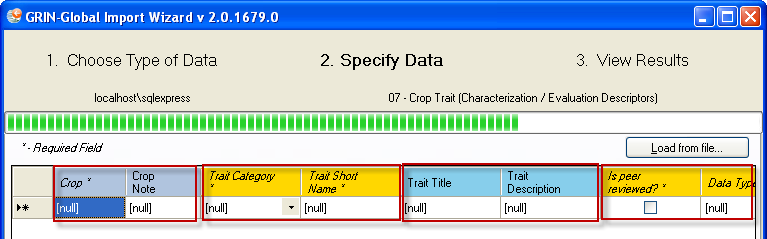 GRIN-Global Import Wizard v 2.0.1679.0
1. Choose Type of Data 2. Specify Data 3. View Results
localhost\sqlexpress 07 - Crop Trait (Characterization / Evaluation Descriptors)
* - Required Field Load from file...
Crop * Crop Note Trait Category * Trait Short Name * Trait Title Trait Description Is peer reviewed? * Data Type
[null] [null] [null] [null] [null] [null] [null]